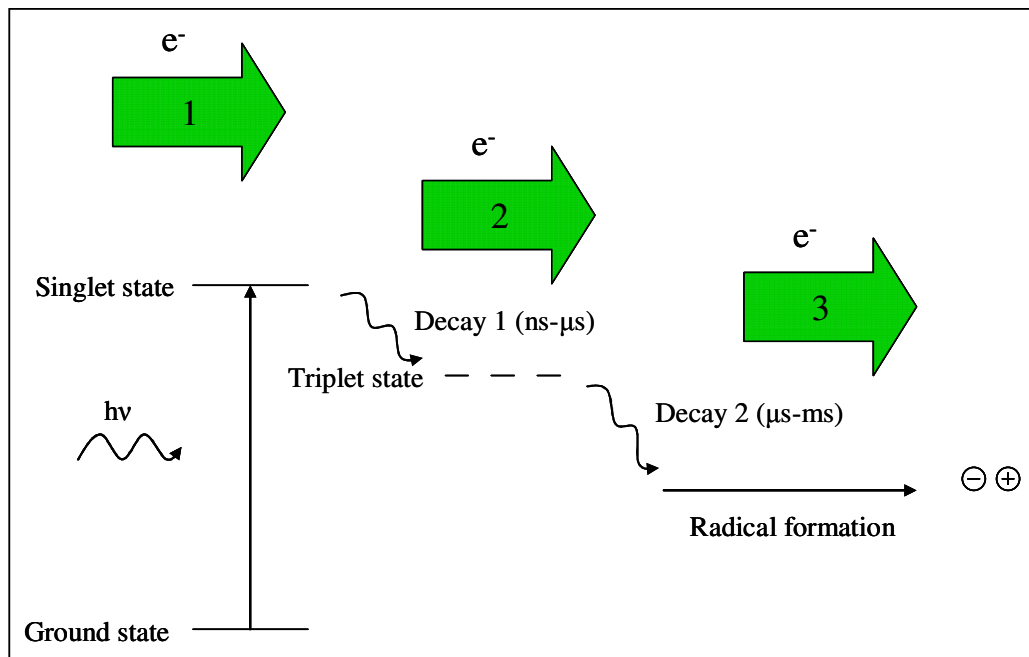 e⁻
1
e⁻
2
e⁻
3
Singlet state
Decay 1 (ns-μs)
Triplet state
Decay 2 (μs-ms)
hν
⊖ ⊕
Radical formation
Ground state